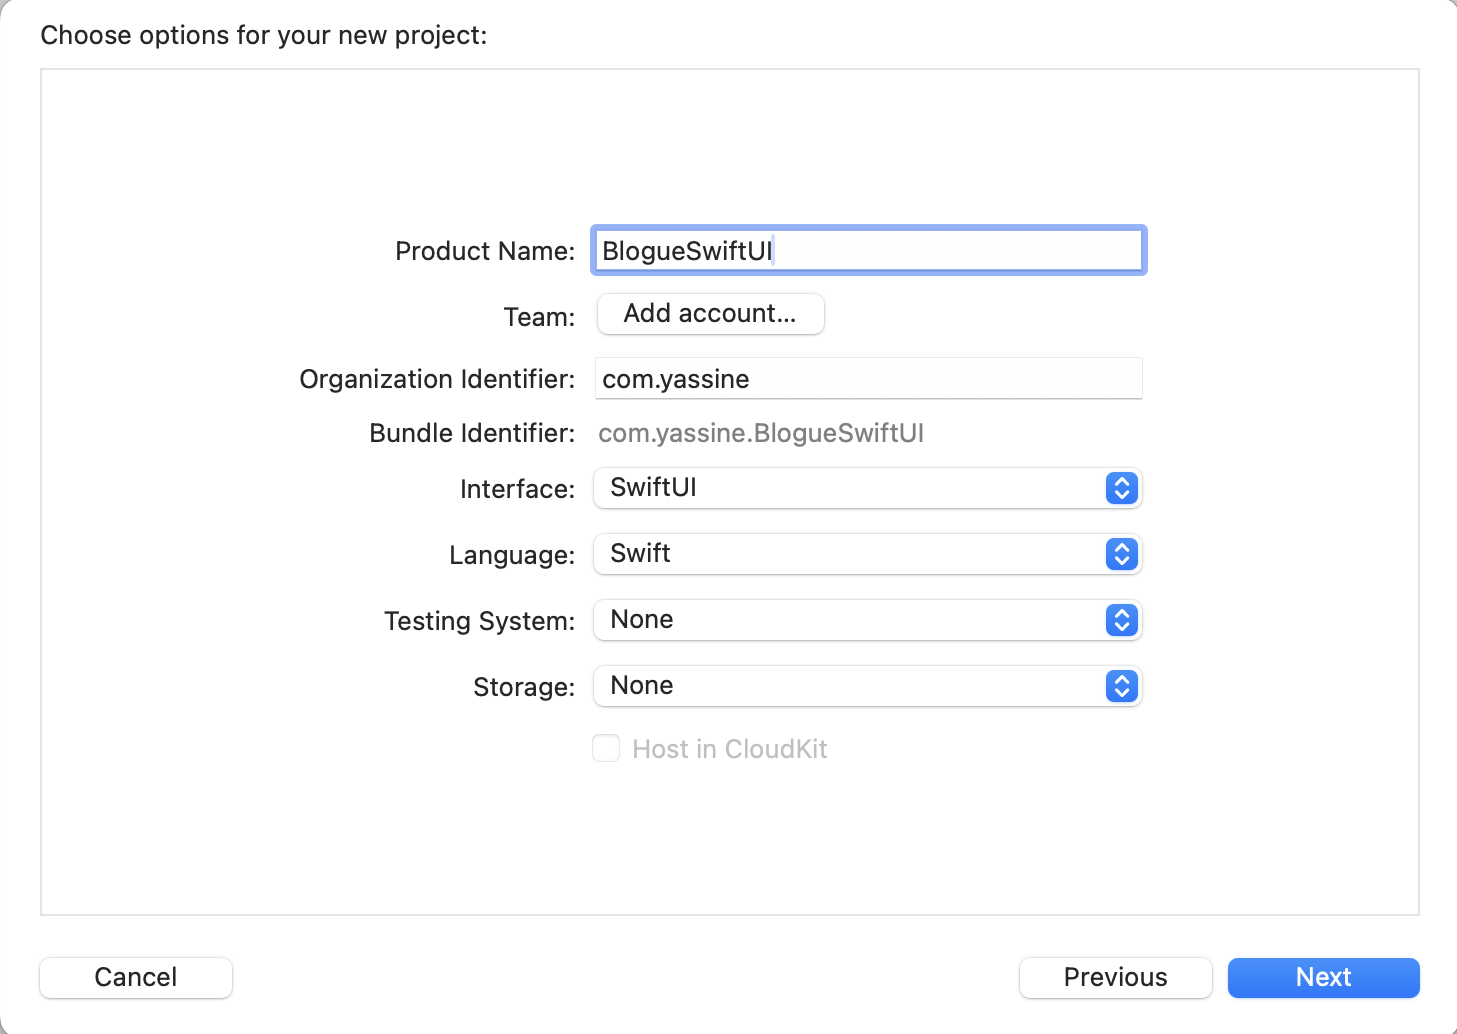 Choose options for your new project:
Product Name: BlogueSwiftUI
Team: Add account...
Organization Identifier: com.yassine
Bundle Identifier: com.yassine.BlogueSwiftUI
Interface: SwiftUI
Language: Swift
Testing System: None
Storage: None
Host in CloudKit
Cancel Previous Next